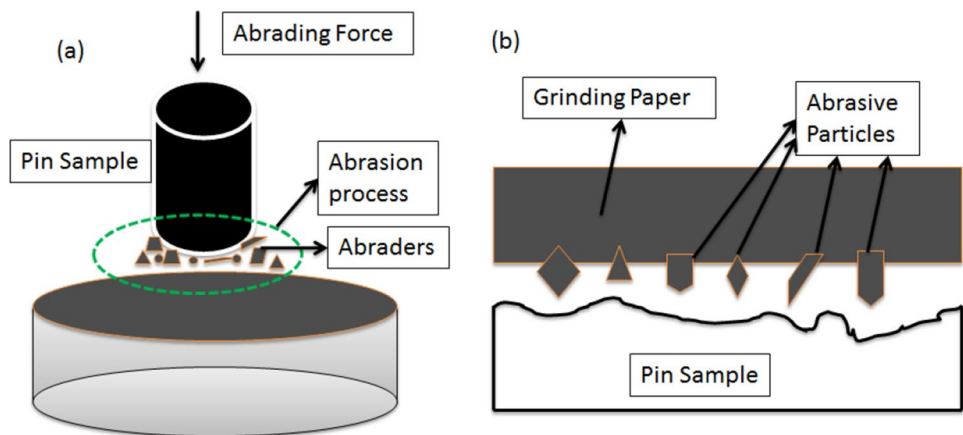 (a)
Abrading Force
Pin Sample
Abrasion
process
Abraders
(b)
Grinding Paper
Abrasive
Particles
Pin Sample